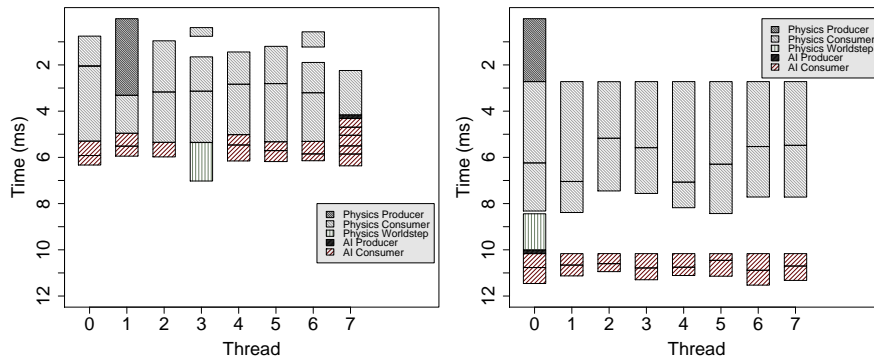 2
4
6
8
10
12
Time (ms)
0 1 2 3 4 5 6 7
Thread
Physics Producer
Physics Consumer
Physics Worldstep
AI Producer
AI Consumer
2
4
6
8
10
12
Time (ms)
0 1 2 3 4 5 6 7
Thread
Physics Producer
Physics Consumer
Physics Worldstep
AI Producer
AI Consumer